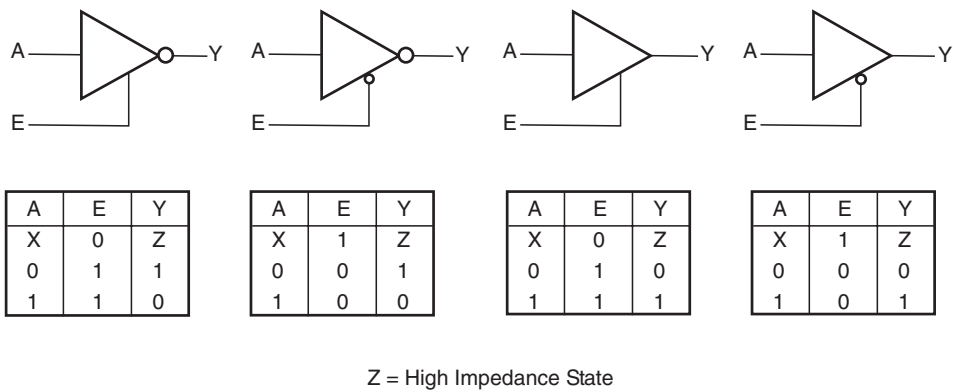 A Y A Y A Y A Y
E E E E
A E Y A E Y A E Y A E Y
X 0 Z X 1 Z X 0 Z X 1 Z
0 1 1 0 0 1 0 1 0 0 0 0
1 1 0 1 0 0 1 1 1 1 0 1
Z = High Impedance State